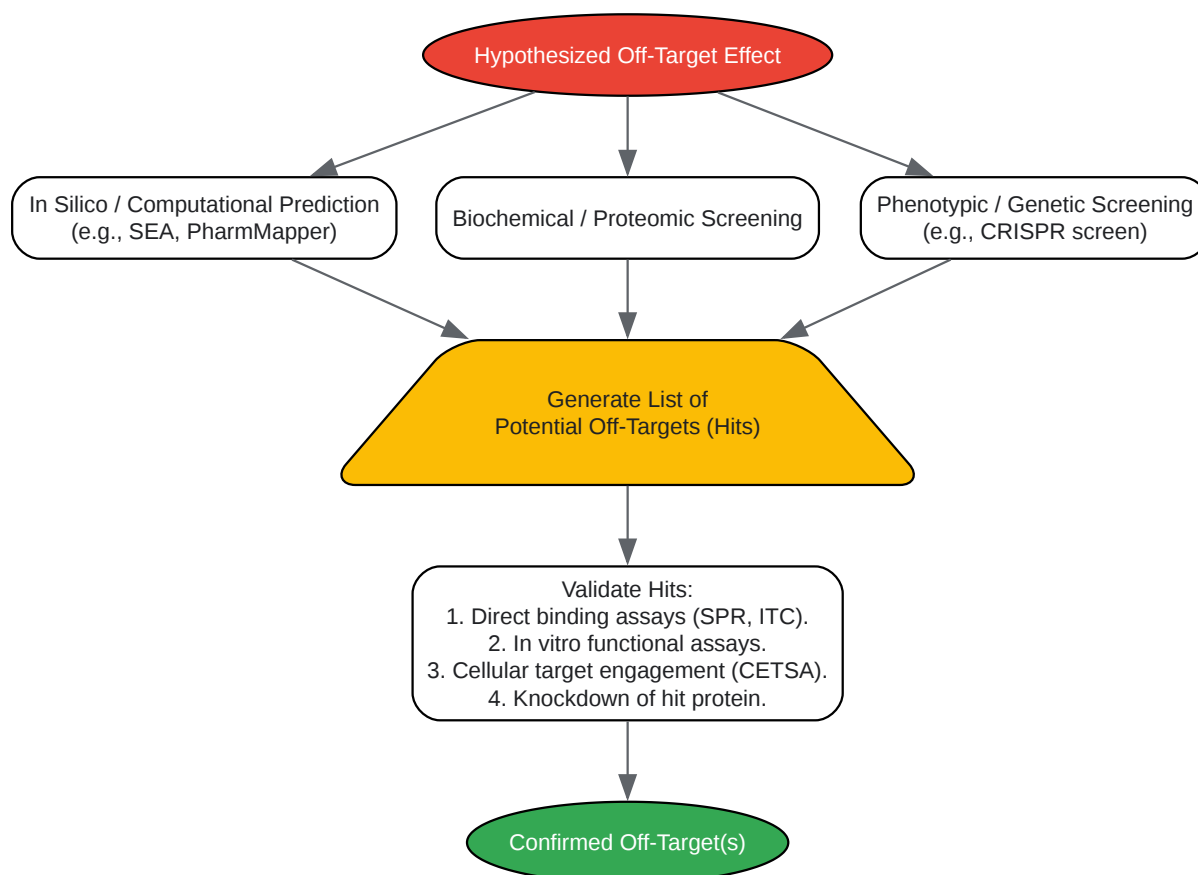 Hypothesized Off-Target Effect
In Silico / Computational Prediction
(e.g., SEA, PharmMapper)
Biochemical / Proteomic Screening
Phenotypic / Genetic Screening
(e.g., CRISPR screen)
Generate List of
Potential Off-Targets (Hits)
Validate Hits:
1. Direct binding assays (SPR, ITC).
2. In vitro functional assays.
3. Cellular target engagement (CETSA).
4. Knockdown of hit protein.
Confirmed Off-Target(s)